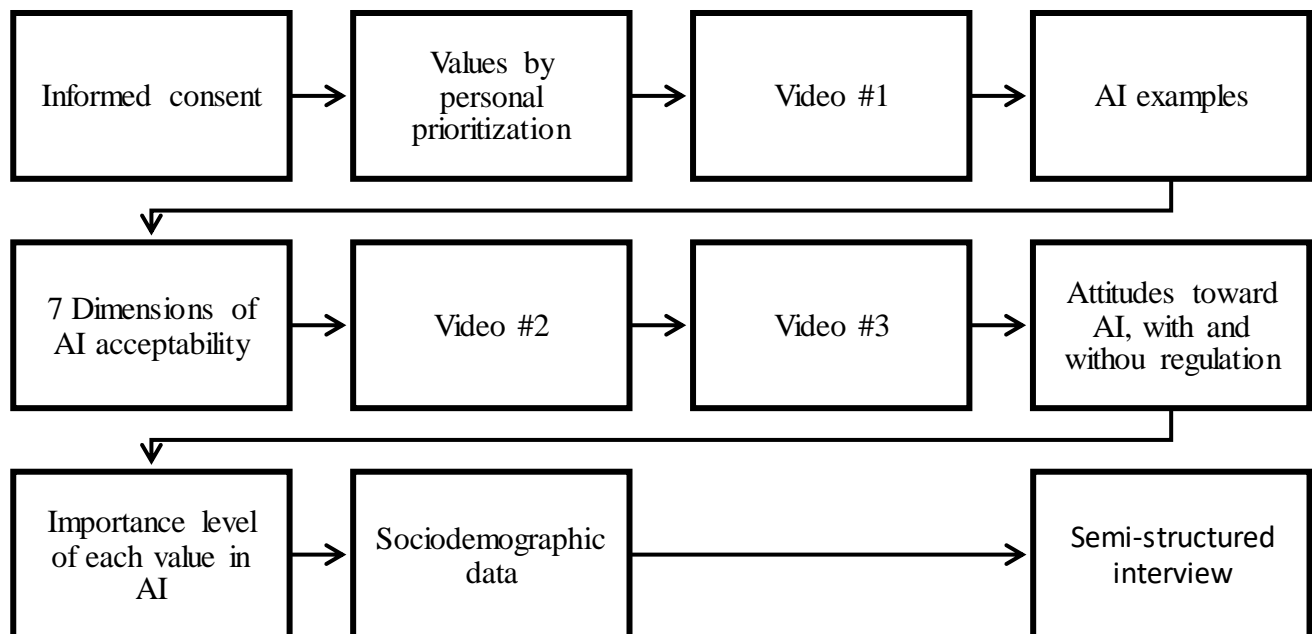 Informed consent
Values by
personal
prioritization
Video #1
AI examples
7 Dimensions of
AI acceptability
Video #2
Video #3
Attitudes toward
AI, with and
withou regulation
Importance level
of each value in
AI
Sociodemographic
data
Semi-structured
interview